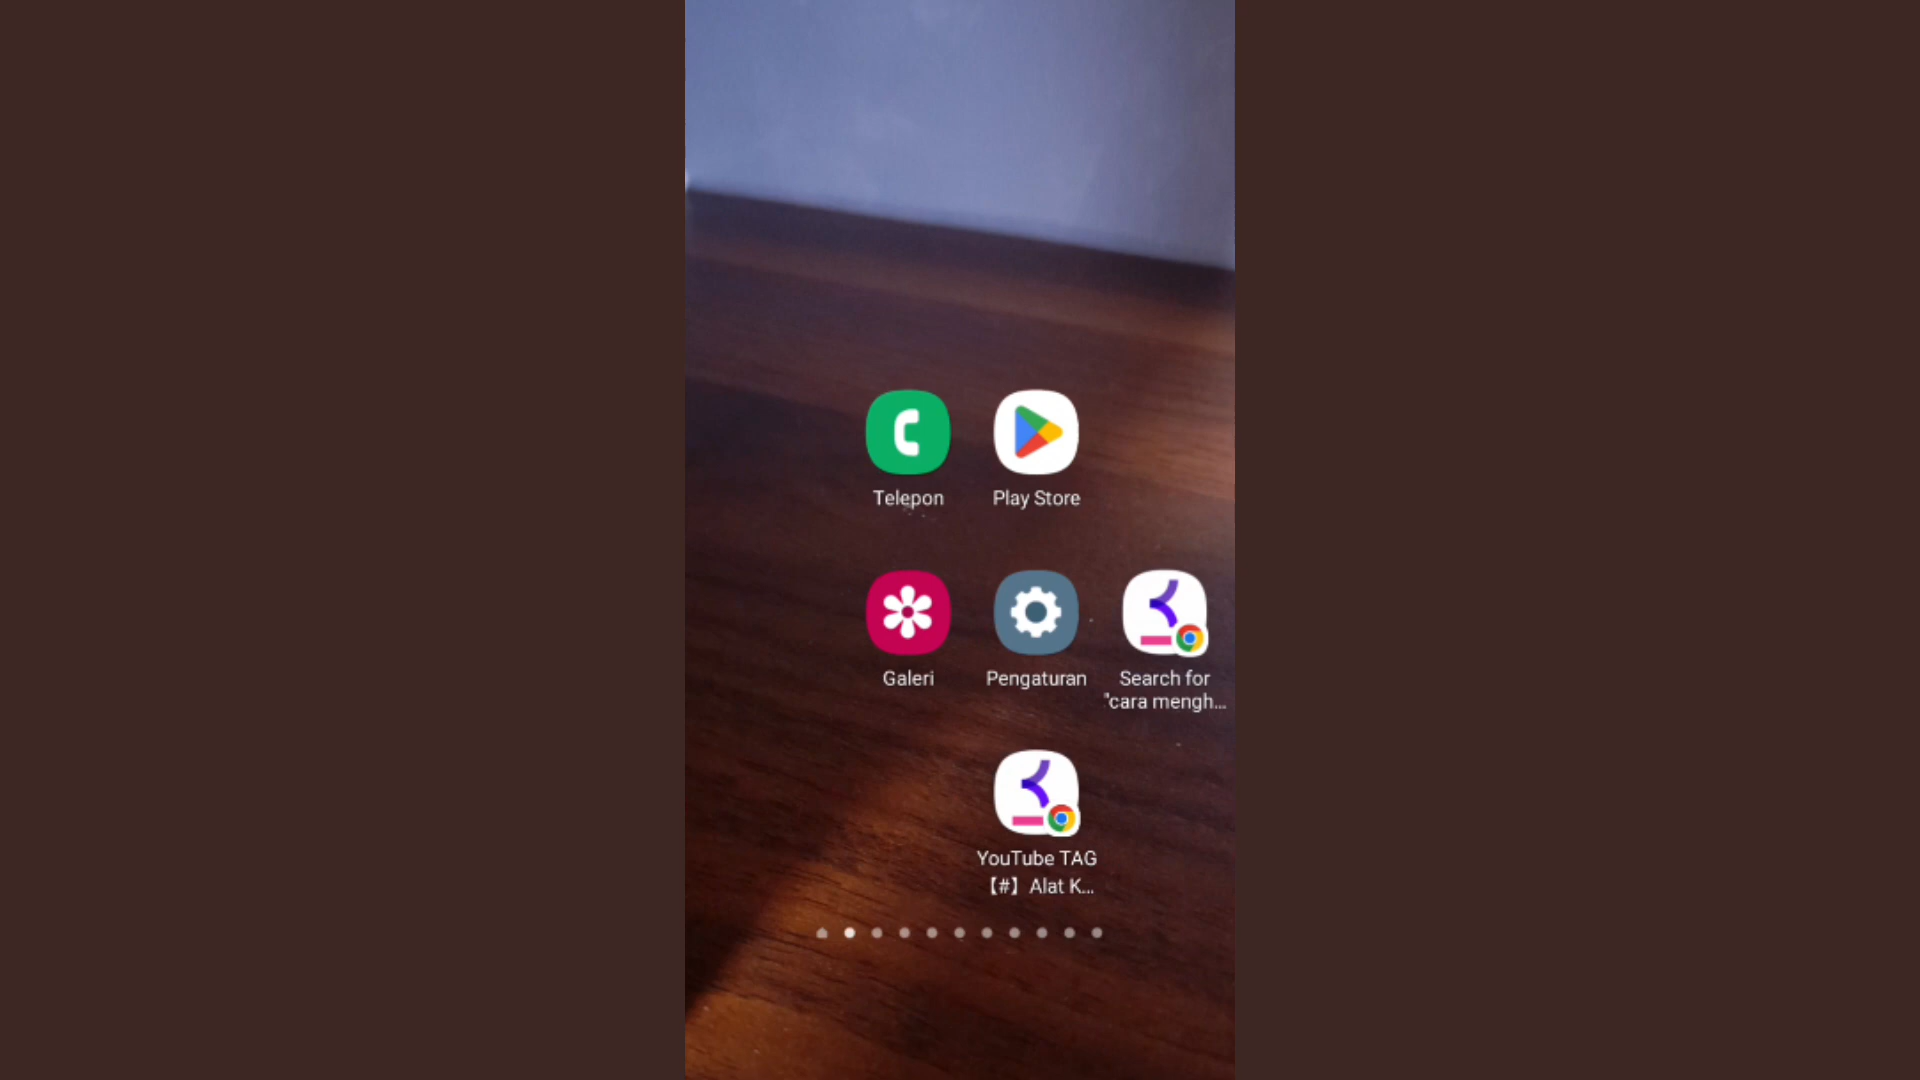 Telepon
Play Store
Galeri
Pengaturan
Search for
"cara mengh...
YouTube TAG
【#】Alat K...